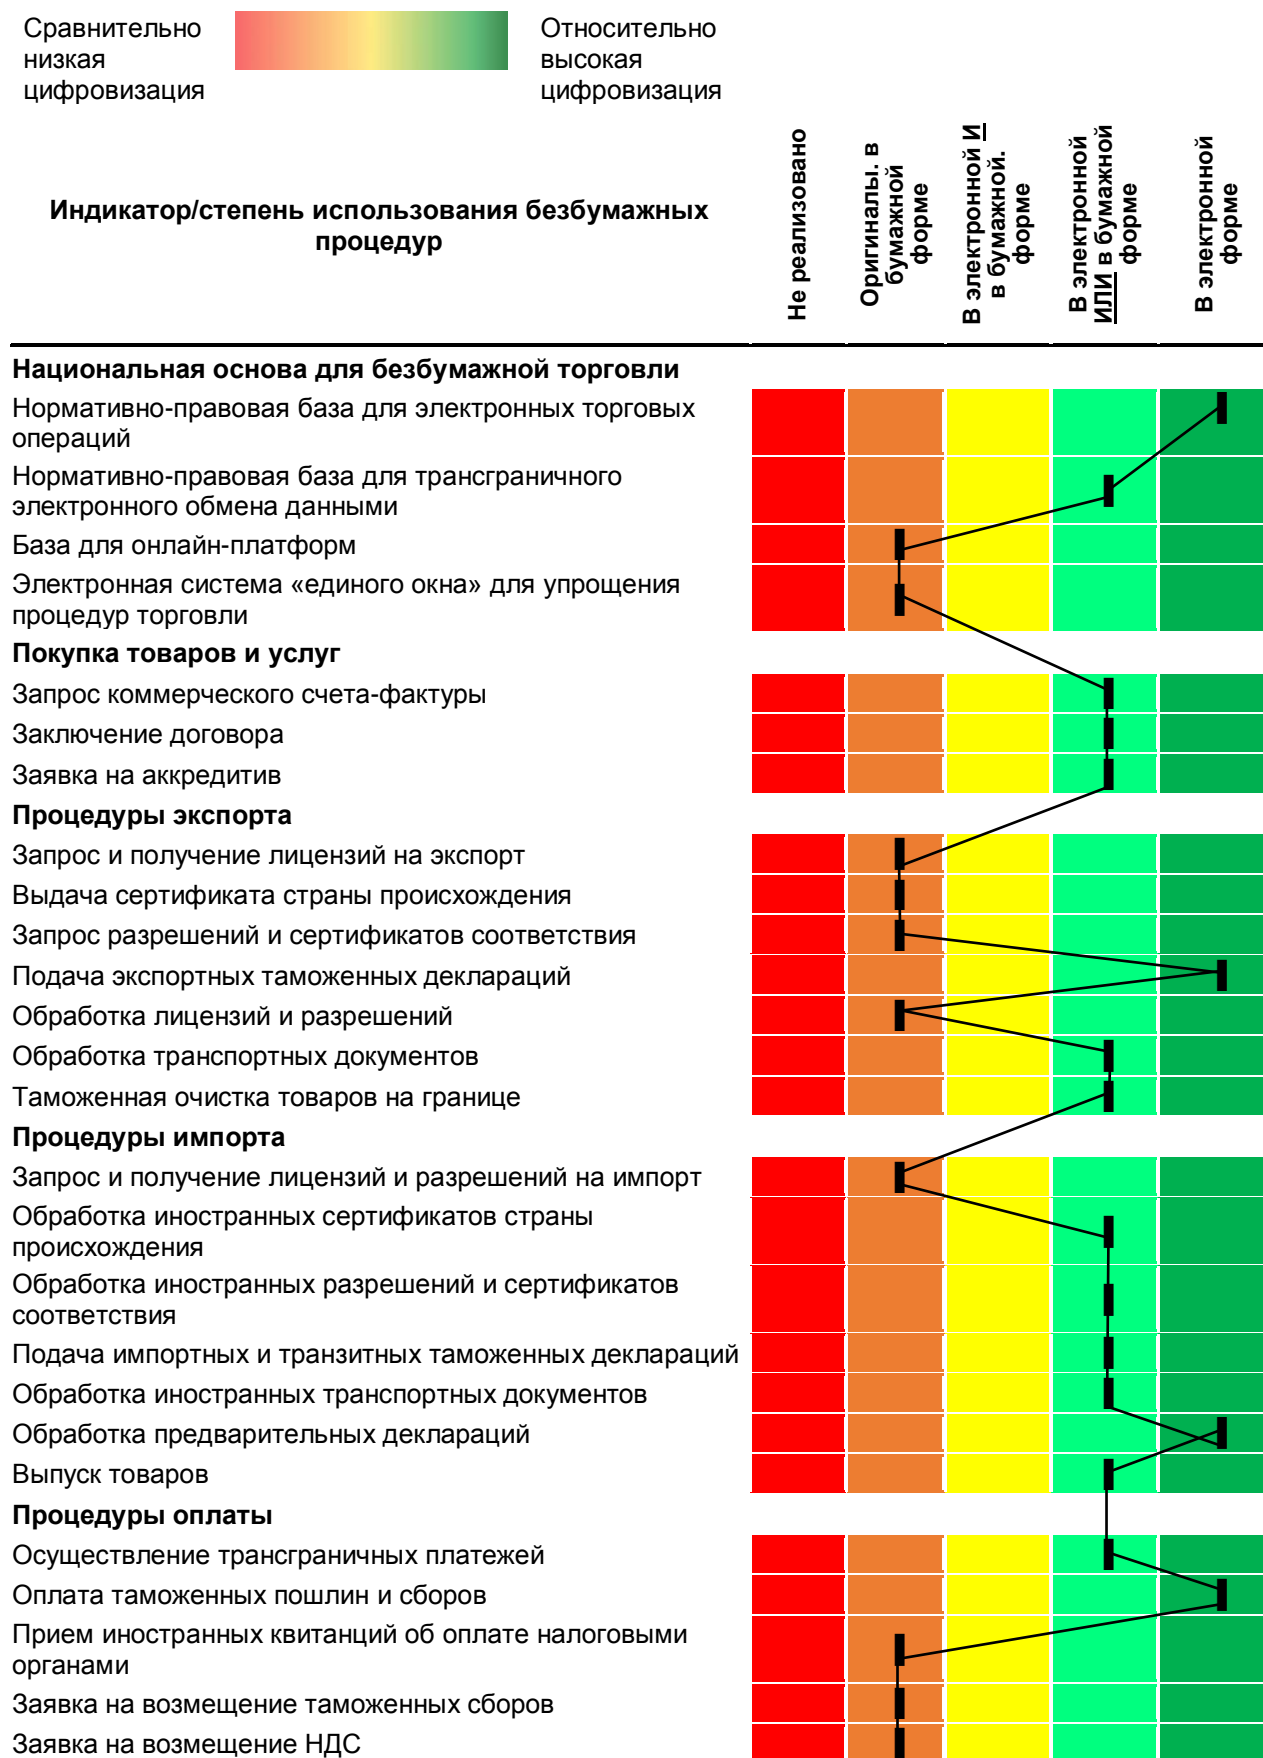 Сравнительно
низкая
цифровизация
Относительно
высокая
цифровизация
Индикатор/степень использования безбумажных
процедур
Не реализовано
Оригиналы. в
бумажной
форме
В электронной И
в бумажной.
форме
В электронной
ИЛИ в бумажной
форме
В электронной
форме
Национальная основа для безбумажной торговли
Нормативно-правовая база для электронных торговых
операций
Нормативно-правовая база для трансграничного
электронного обмена данными
База для онлайн-платформ
Электронная система «единого окна» для упрощения
процедур торговли
Покупка товаров и услуг
Запрос коммерческого счета-фактуры
Заключение договора
Заявка на аккредитив
Процедуры экспорта
Запрос и получение лицензий на экспорт
Выдача сертификата страны происхождения
Запрос разрешений и сертификатов соответствия
Подача экспортных таможенных деклараций
Обработка лицензий и разрешений
Обработка транспортных документов
Таможенная очистка товаров на границе
Процедуры импорта
Запрос и получение лицензий и разрешений на импорт
Обработка иностранных сертификатов страны
происхождения
Обработка иностранных разрешений и сертификатов
соответствия
Подача импортных и транзитных таможенных деклараций
Обработка иностранных транспортных документов
Обработка предварительных деклараций
Выпуск товаров
Процедуры оплаты
Осуществление трансграничных платежей
Оплата таможенных пошлин и сборов
Прием иностранных квитанций об оплате налоговыми
органами
Заявка на возмещение таможенных сборов
Заявка на возмещение НДС